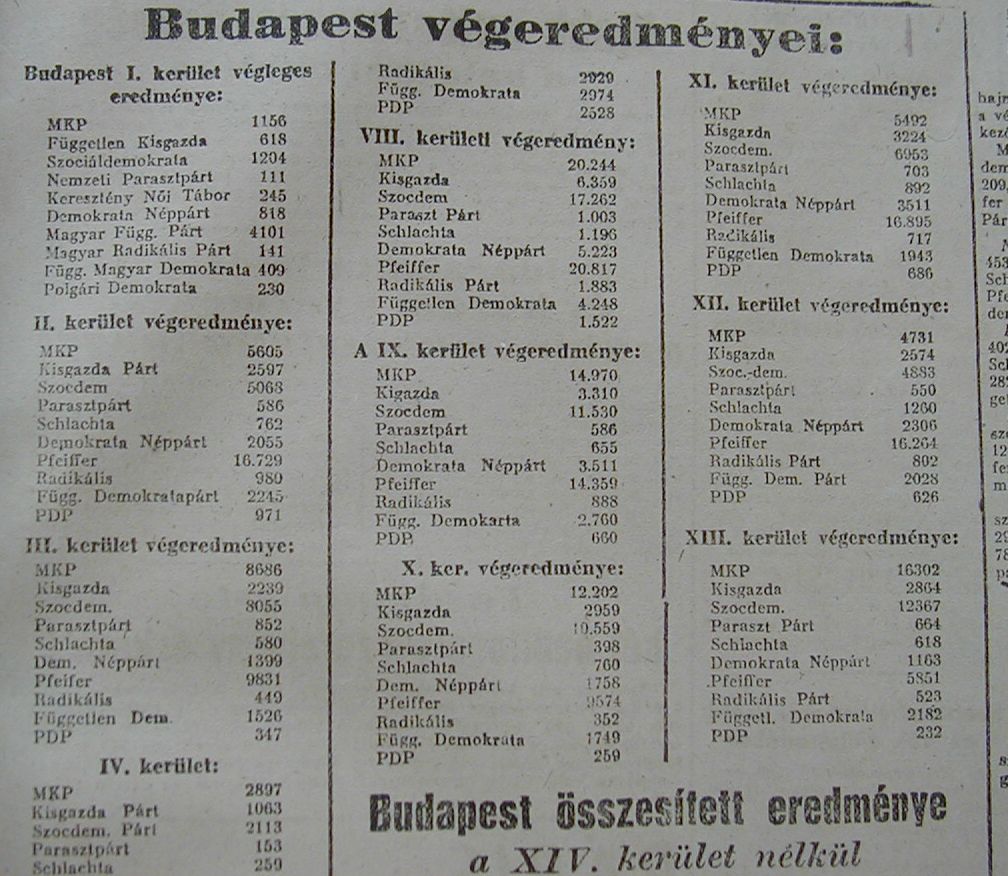 Budapest végeredményei:
Budapest I. kerület végleges
eredménye:
MKP 1156
Független Kisgazda 618
Szociáldemokrata 1204
Nemzeti Parasztpárt 111
Keresztény Női Tábor 245
Demokrata Néppárt 818
Magyar Függ. Párt 4101
Magyar Radikális Párt 141
Függ. Magyar Demokrata 409
Polgári Demokrata 230
II. kerület végeredménye:
MKP 5605
Kisgazda Párt 2597
Szocdem 5068
Parasztpárt 586
Schlachta 762
Demokrata Néppárt 2055
Pfeiffer 16.729
Radikális 980
Függ. Demokratapárt 2245
PDP 971
III. kerület végeredménye:
MKP 8686
Kisgazda 2239
Szocdem. 8055
Parasztpárt 852
Schlachta 580
Dem. Néppárt 1399
Pfeifer 9831
Radikális 449
Független Dem. 1526
PDP 347
IV. kerület:
MKP 2897
Kisgazda Párt 1063
Szocdem. Párt 2113
Parasztpárt 153
Schlachta 259
Radikális 2929
Függ. Demokrata 2974
PDP 2528
VIII. kerületi végeredmény:
MKP 20.244
Kisgazda 6.359
Szocdem 17.262
Paraszt Párt 1.003
Schlachta 1.196
Demokrata Néppárt 5.223
Pfeiffer 20.817
Radikális Párt 1.883
Független Demokrata 4.248
PDP 1.522
A IX. kerület végeredménye:
MKP 14.970
Kigazda 3.310
Szocdem 11.530
Parasztpárt 586
Schlachta 655
Demokrata Néppárt 3.511
Pfeiffer 14.359
Radikális 888
Függ. Demokarta 2.760
PDP 660
X. ker. végeredménye:
MKP 12.202
Kisgazda 2959
Szocdem. 10.559
Parasztpárt 398
Schlachta 760
Dem. Néppárt 1758
Pfeiffer 9574
Radikális 352
Függ. Demokrata 1749
PDP 259
Budapest összesített eredménye
a XIV. kerület nélkül
XI. kerület végeredménye:
MKP 5492
Kisgazda 3224
Szocdem. 6953
Parasztpárt 703
Schlachta 892
Demokrata Néppárt 3511
Pfeiffer 16.895
Radikális 717
Független Demokrata 1943
PDP 686
XII. kerület végeredménye:
MKP 4731
Kisgazda 2574
Szoc.-dem. 4883
Parasztpárt 550
Schlachta 1260
Demokrata Néppárt 2306
Pfeiffer 16.264
Radikális Párt 802
Függ. Dem. Párt 2028
PDP 626
XIII. kerület végeredménye:
MKP 16302
Kisgazda 2864
Szocdem. 12367
Paraszt Párt 664
Schlachta 618
Demokrata Néppárt 1163
Pfeiffer 5851
Radikális Párt 523
Függetl. Demokrata 2182
PDP 232